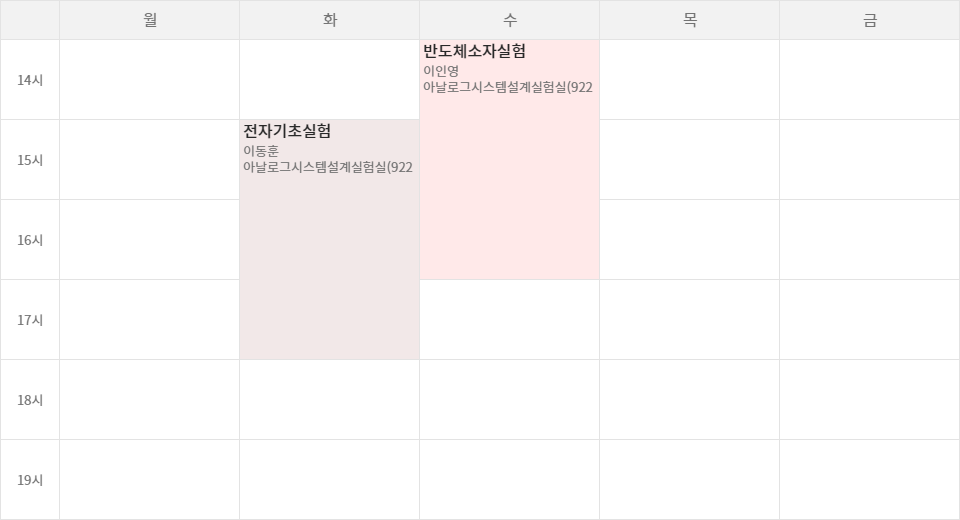 월 화 수 목 금
14시
반도체소자실험
이인영
아날로그시스템설계실험실(922
15시
전자기초실험
이동훈
아날로그시스템설계실험실(922
16시
17시
18시
19시